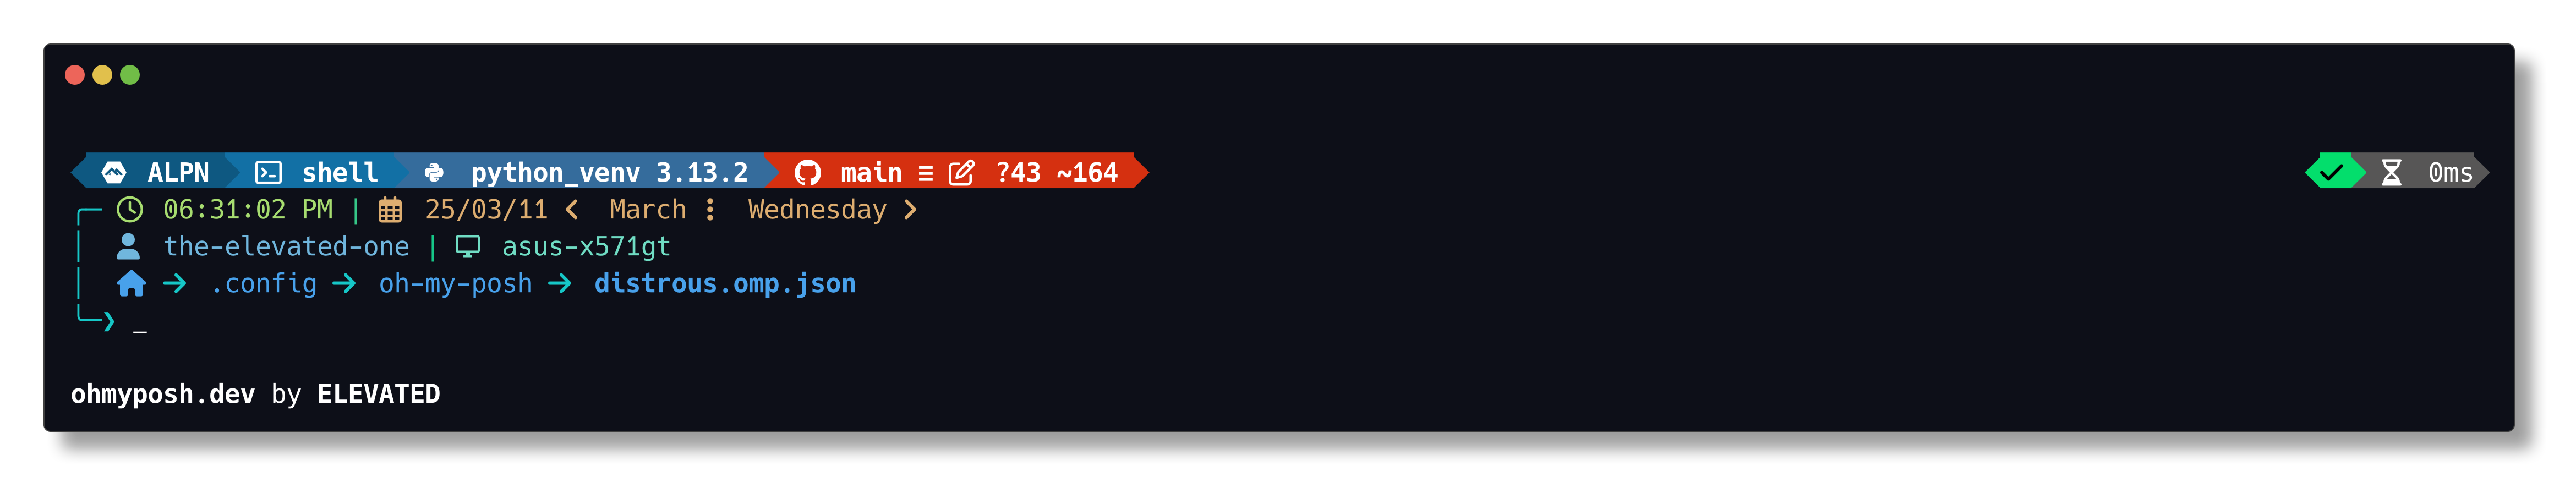 ALPN shell python_venv 3.13.2 main ≡ ?43 ~164 ✓ 0ms
06:31:02 PM | 25/03/11 < March ⋮ Wednesday >
the-elevated-one | asus-x571gt
→ .config → oh-my-posh → distrous.omp.json
❯ _
ohmyposh.dev by ELEVATED